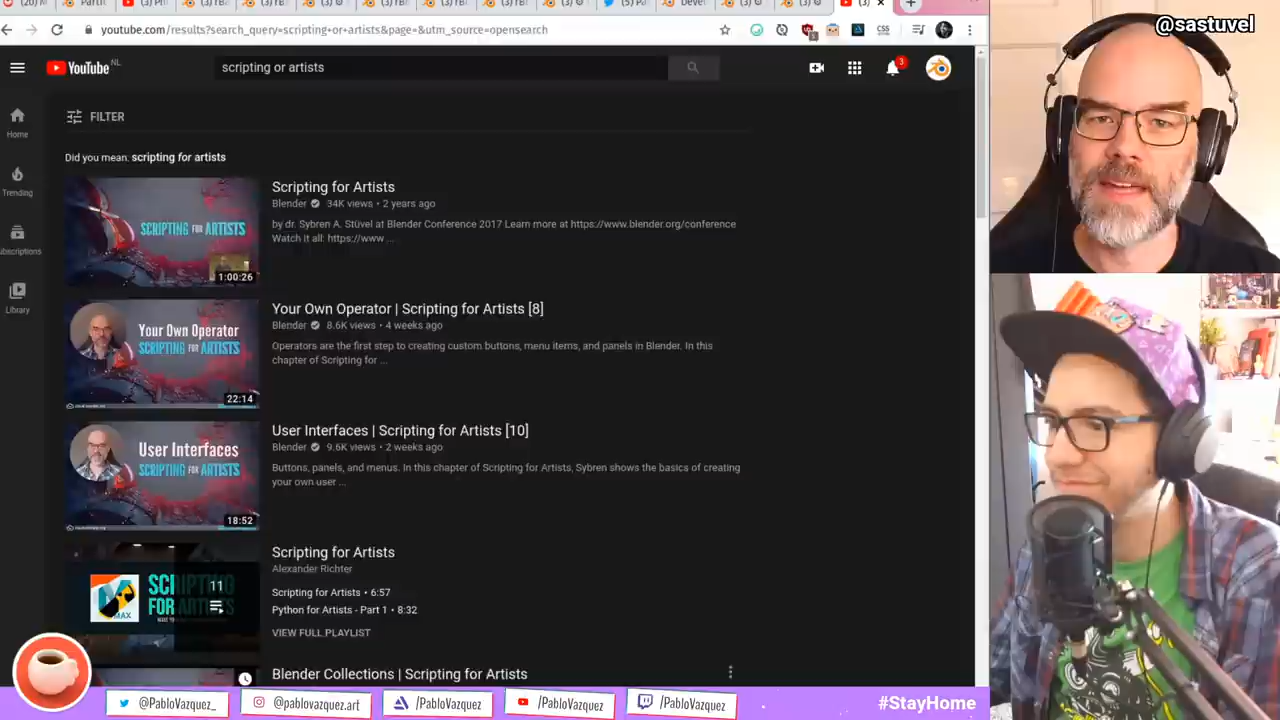 @sastuvel
youtube.com/results?search_query=scripting+or+artists&page=&utm_source=opensearch
CSS
YouTube NL
scripting or artists
3
Home
Trending
ubscriptions
Library
FILTER
Did you mean: scripting for artists
SCRIPTING FOR ARTISTS
1:00:26
Scripting for Artists
Blender 34K views • 2 years ago
by dr. Sybren A. Stüvel at Blender Conference 2017 Learn more at https://www.blender.org/conference
Watch it all: https://www ...
Your Own Operator
SCRIPTING FOR ARTISTS
22:14
Your Own Operator | Scripting for Artists [8]
Blender 8.6K views • 4 weeks ago
Operators are the first step to creating custom buttons, menu items, and panels in Blender. In this
chapter of Scripting for ...
User Interfaces
SCRIPTING FOR ARTISTS
18:52
User Interfaces | Scripting for Artists [10]
Blender 9.6K views • 2 weeks ago
Buttons, panels, and menus. In this chapter of Scripting for Artists, Sybren shows the basics of creating
your own user ...
11
Scripting for Artists
Alexander Richter
Scripting for Artists • 6:57
Python for Artists - Part 1 • 8:32
VIEW FULL PLAYLIST
Blender Collections | Scripting for Artists
@PabloVazquez_
@pablovazquez.art
/PabloVazquez
/PabloVazquez
/PabloVazquez
#StayHome